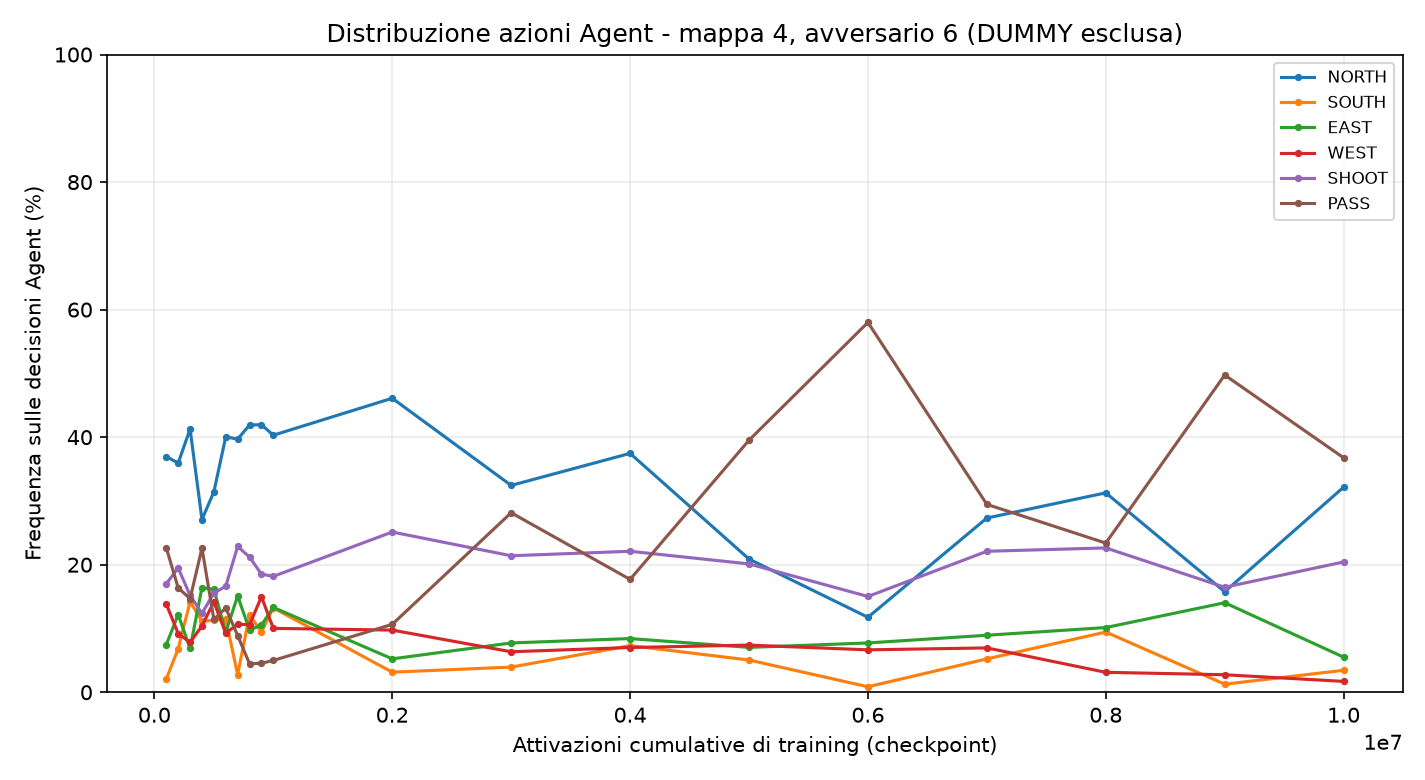 Distribuzione azioni Agent - mappa 4, avversario 6 (DUMMY esclusa)
Frequenza sulle decisioni Agent (%)
100
80
60
40
20
0
NORTH
SOUTH
EAST
WEST
SHOOT
PASS
0.0
0.2
0.4
0.6
0.8
1.0
1e7
Attivazioni cumulative di training (checkpoint)